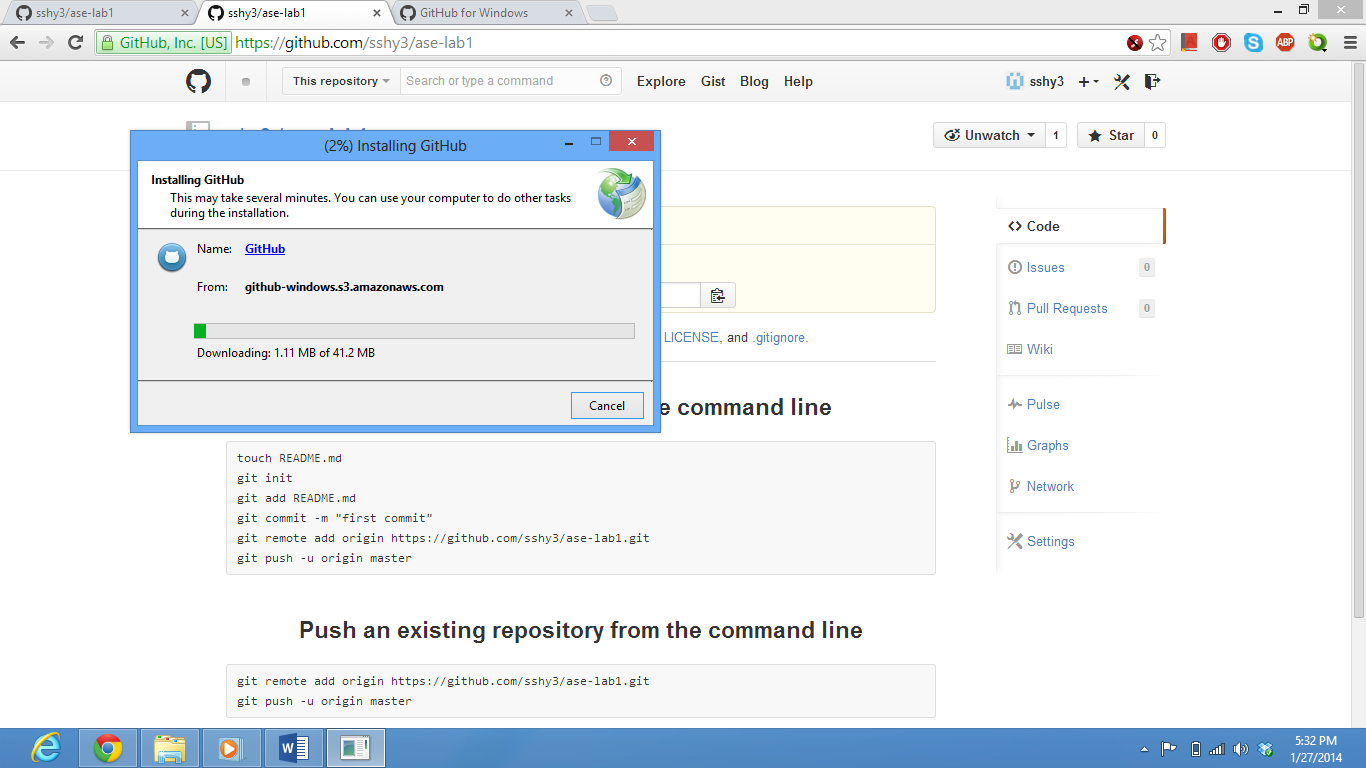 sshy3/ase-lab1
sshy3/ase-lab1
GitHub for Windows
GitHub, Inc. [US] https://github.com/sshy3/ase-lab1
ABP
This repository
Search or type a command
Explore Gist Blog Help
sshy3
Unwatch 1
Star 0
(2%) Installing GitHub
Installing GitHub
This may take several minutes. You can use your computer to do other tasks
during the installation.
Name: GitHub
From: github-windows.s3.amazonaws.com
Downloading: 1.11 MB of 41.2 MB
Cancel
LICENSE, and .gitignore.
e command line
touch README.md
git init
git add README.md
git commit -m "first commit"
git remote add origin https://github.com/sshy3/ase-lab1.git
git push -u origin master
Push an existing repository from the command line
git remote add origin https://github.com/sshy3/ase-lab1.git
git push -u origin master
Code
Issues 0
Pull Requests 0
Wiki
Pulse
Graphs
Network
Settings
5:32 PM
1/27/2014